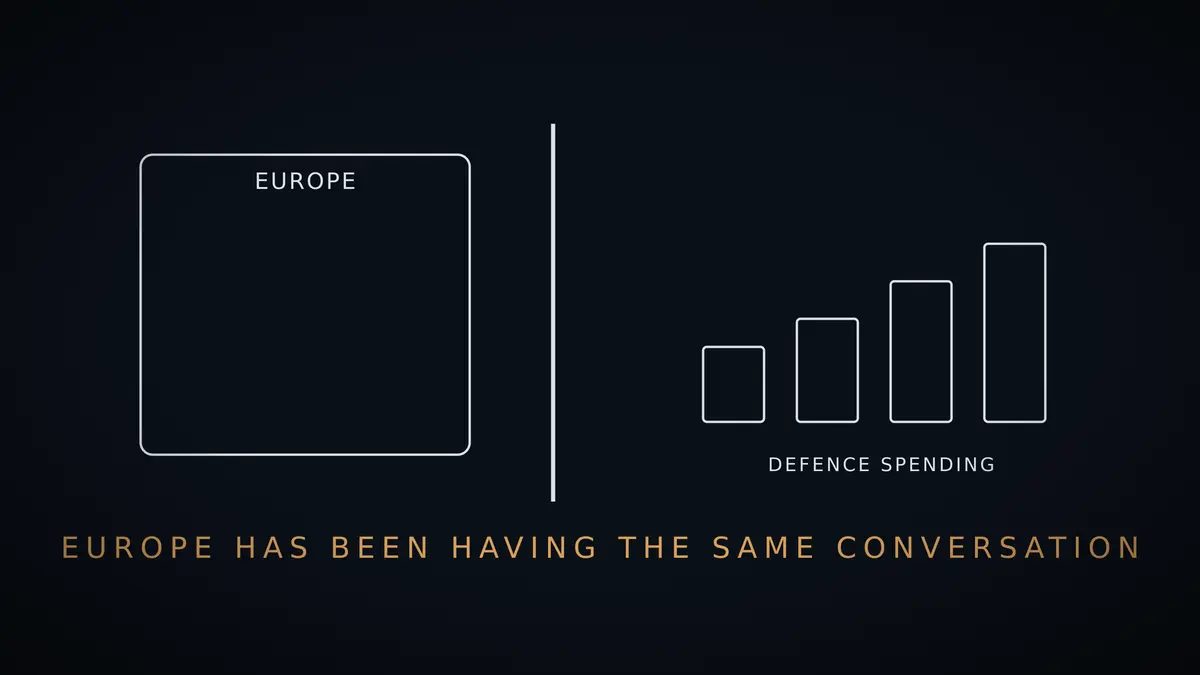 EUROPE
DEFENCE SPENDING
EUROPE HAS BEEN HAVING THE SAME CONVERSATION